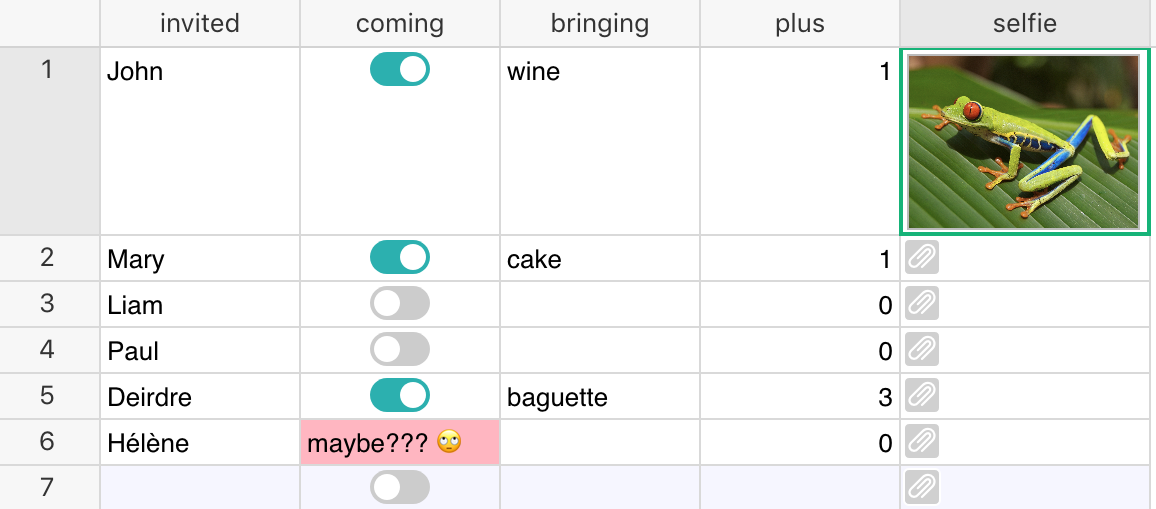 invited coming bringing plus selfie
1 John wine 1
2 Mary cake 1
3 Liam 0
4 Paul 0
5 Deirdre baguette 3
6 Hélène maybe??? 🙄 0
7